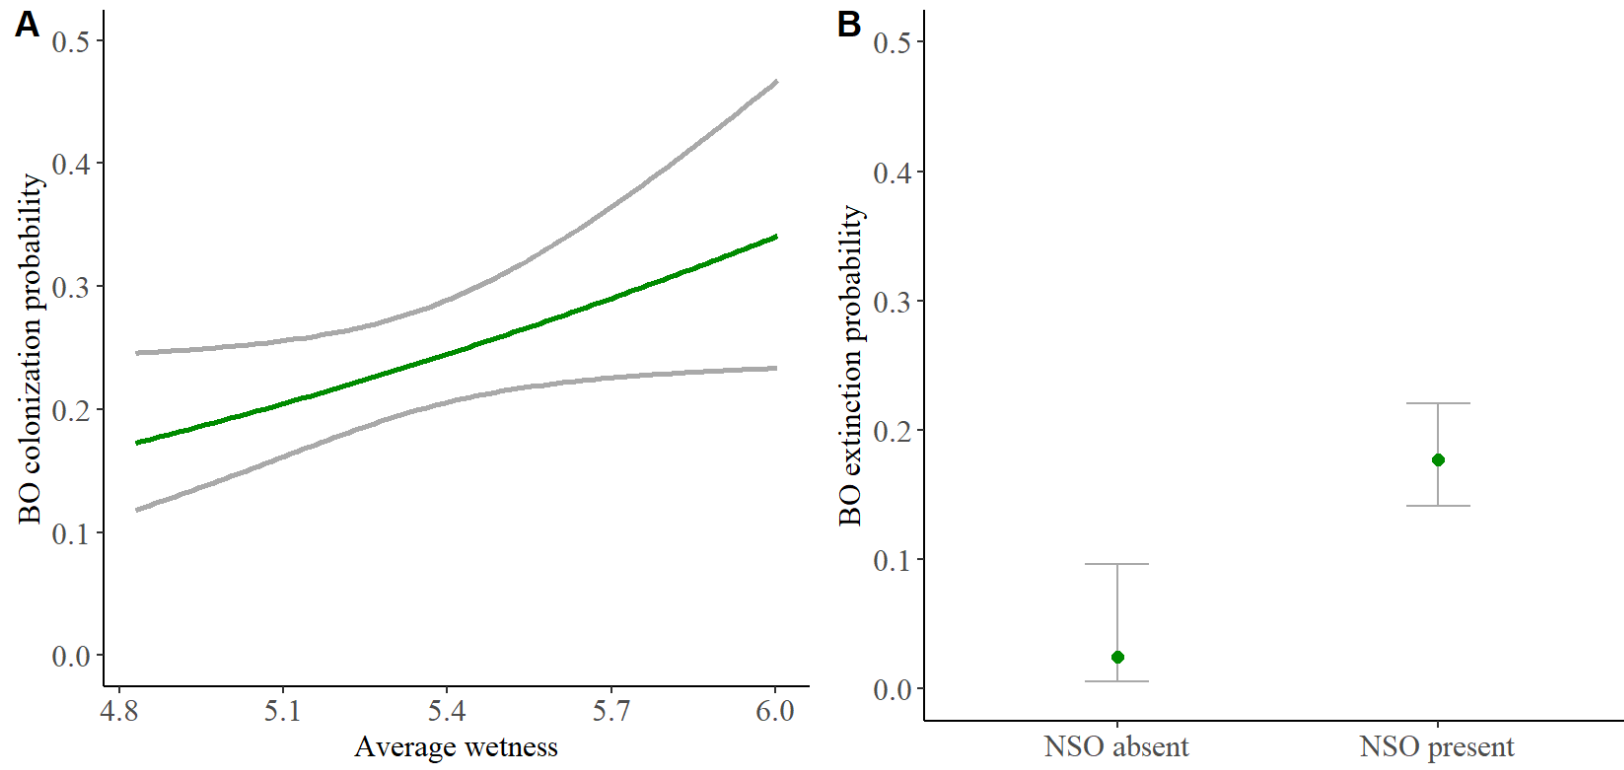 A
BO colonization probability
0.5
0.4
0.3
0.2
0.1
0.0
4.8 5.1 5.4 5.7 6.0
Average wetness
B
BO extinction probability
0.5
0.4
0.3
0.2
0.1
0.0
NSO absent NSO present